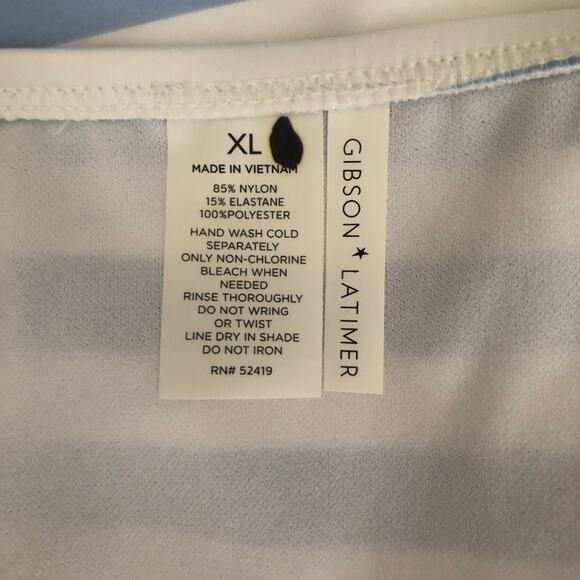 XL
MADE IN VIETNAM
85% NYLON
15% ELASTANE
100%POLYESTER
HAND WASH COLD
SEPARATELY
ONLY NON-CHLORINE
BLEACH WHEN
NEEDED
RINSE THOROUGHLY
DO NOT WRING
OR TWIST
LINE DRY IN SHADE
DO NOT IRON
RN# 52419
GIBSON ★ LATIMER